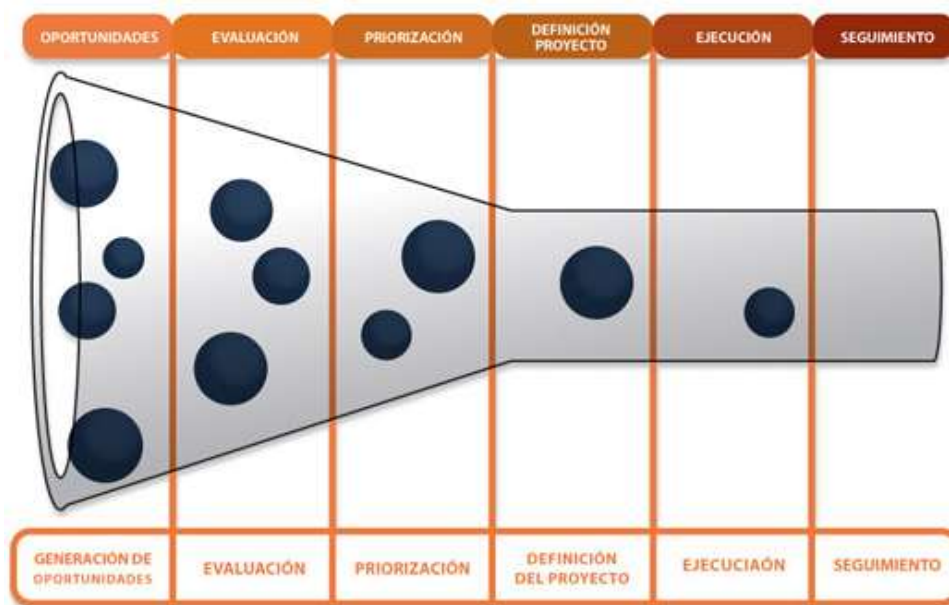 OPORTUNIDADES
EVALUACIÓN
PRIORIZACIÓN
DEFINICIÓN
PROYECTO
EJECUCIÓN
SEGUIMIENTO
GENERACIÓN DE
OPORTUNIDADES
EVALUACIÓN
PRIORIZACIÓN
DEFINICIÓN
DEL PROYECTO
EJECUCIAÓN
SEGUIMIENTO